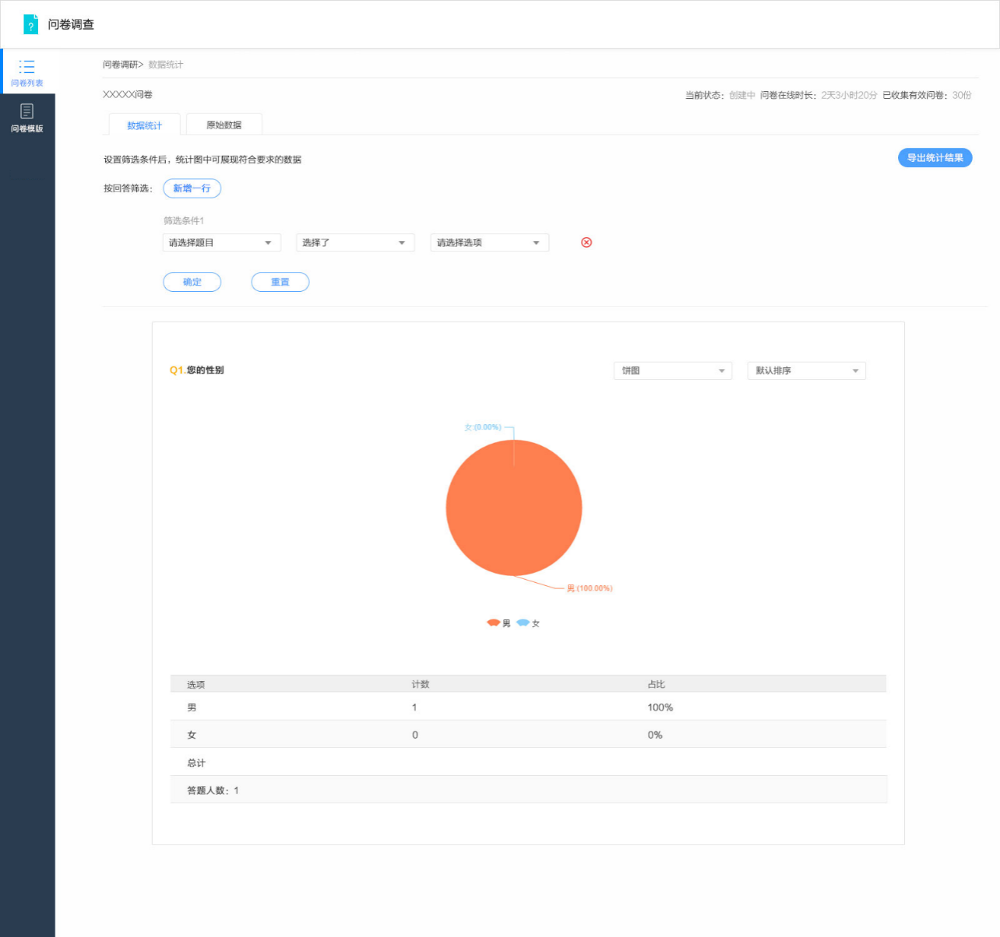 问卷调查
问卷列表
问卷模版
问卷调研> 数据统计
XXXXX问卷
当前状态：创建中 问卷在线时长：2天3小时20分 已收集有效问卷：30份
数据统计 原始数据
设置筛选条件后，统计图中可展现符合要求的数据
导出统计结果
按回答筛选： 新增一行
筛选条件1
请选择题目 选择了 请选择选项
确定 重置
Q1.您的性别 饼图 默认排序
女:(0.00%)
男:(100.00%)
男 女
选项 计数 占比
男 1 100%
女 0 0%
总计
答题人数：1